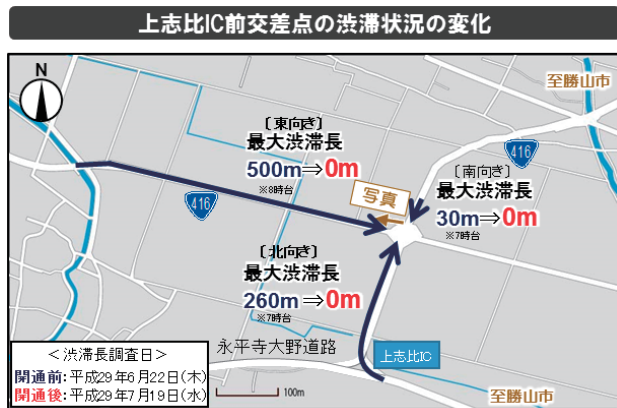 上志比IC前交差点の渋滞状況の変化
N
至勝山市
［東向き］
最大渋滞長
500m⇒0m
※8時台
416
［南向き］
最大渋滞長
30m⇒0m
※7時台
416
写真
［北向き］
最大渋滞長
260m⇒0m
※7時台
永平寺大野道路
上志比IC
＜渋滞長調査日＞
開通前:平成29年6月22日(木)
開通後:平成29年7月19日(水)
100m
至勝山市